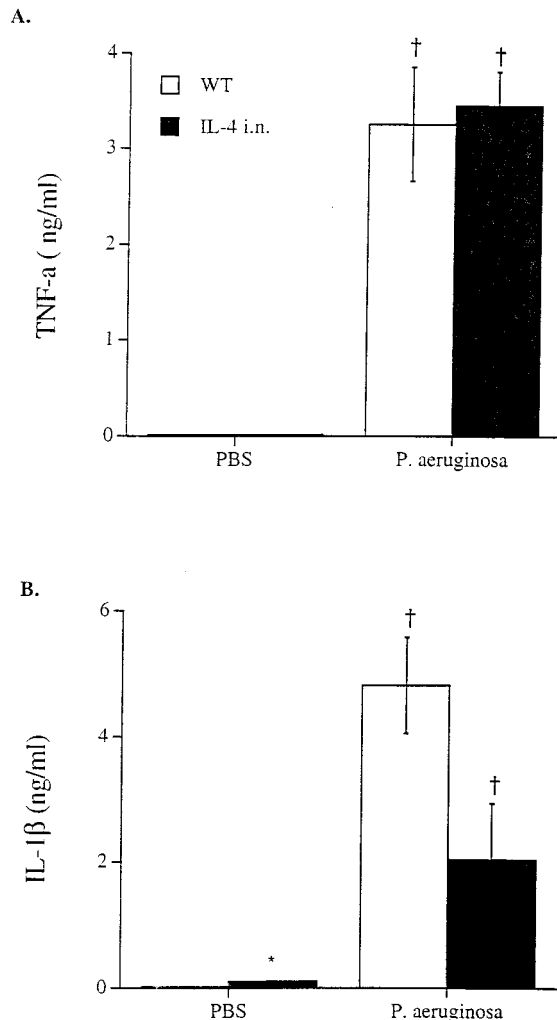 A.
4
3
2
1
0
TNF-a ( ng/ml)
WT
IL-4 i.n.
†
†
PBS
P. aeruginosa
B.
6
4
2
0
IL-1β (ng/ml)
*
†
†
PBS
P. aeruginosa